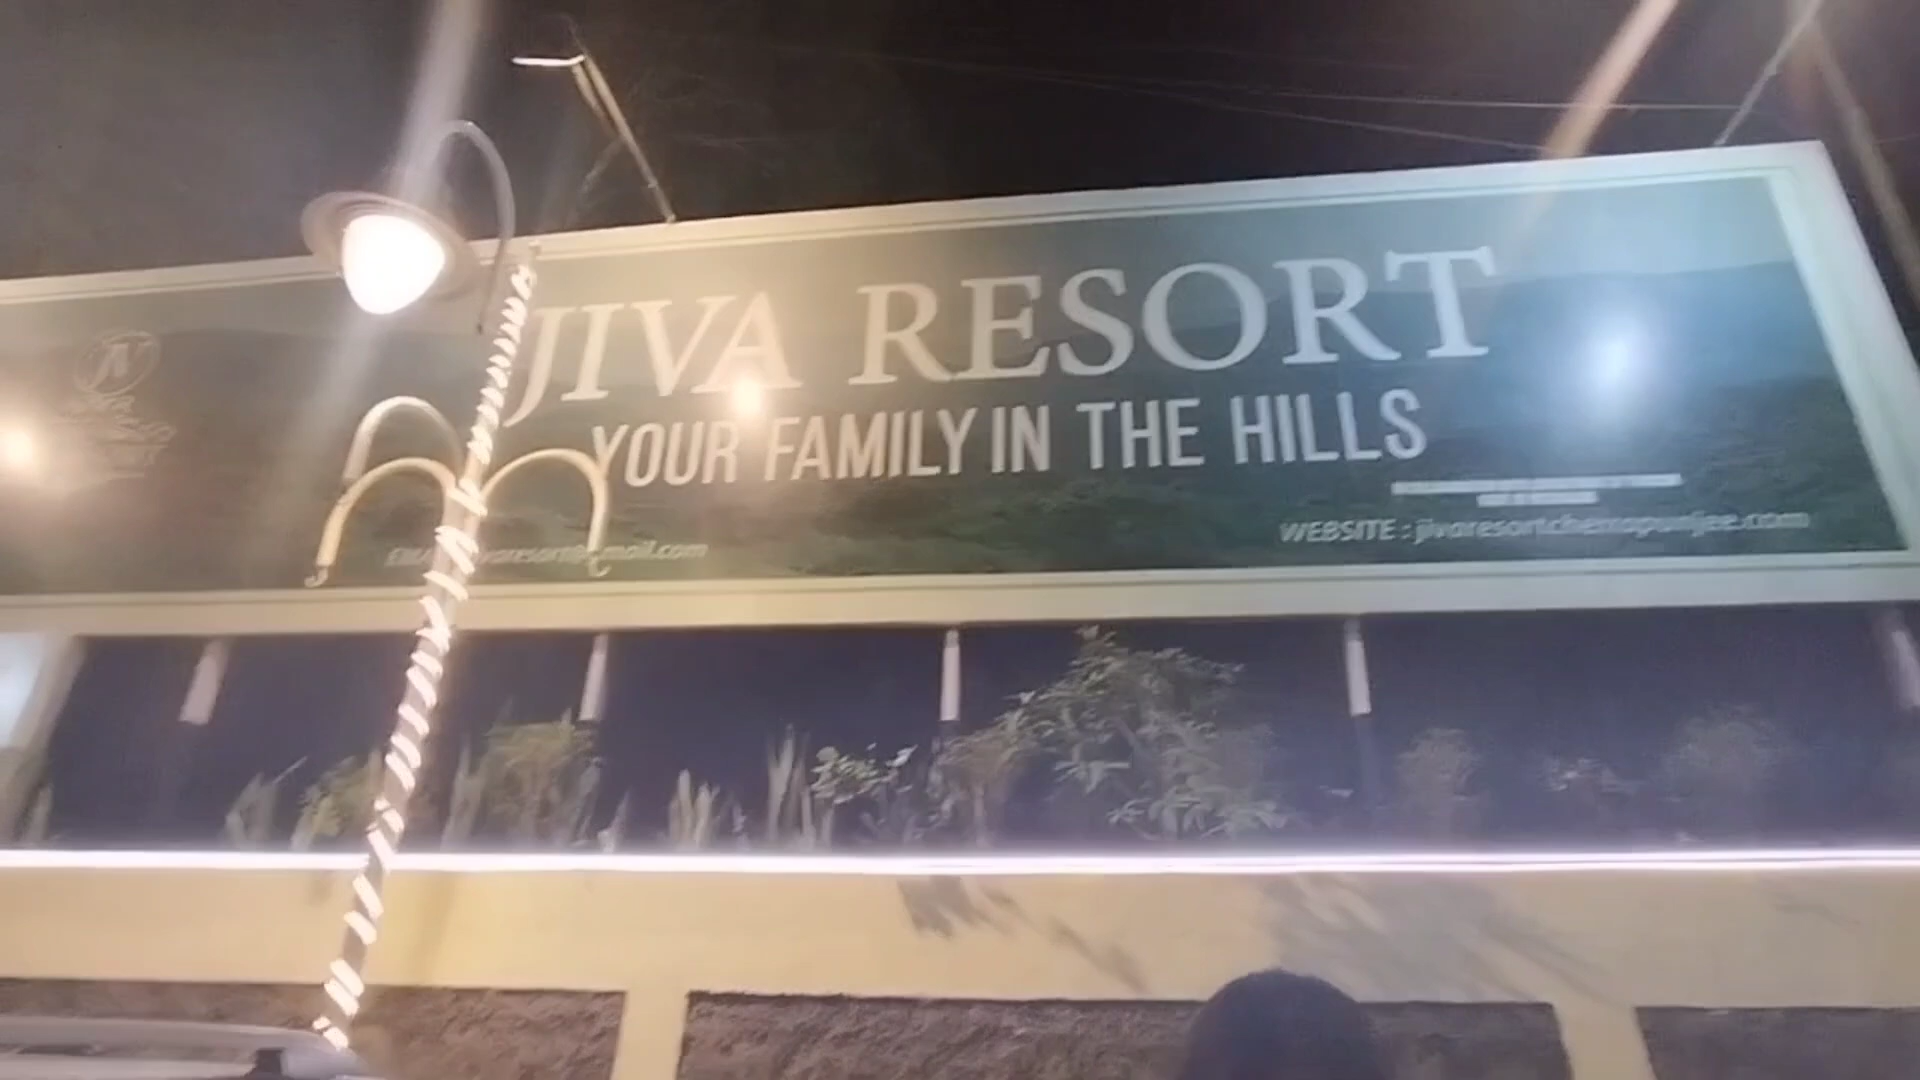 JIVA RESORT
YOUR FAMILY IN THE HILLS
WEBSITE : jivaresortcherrapunjee.com